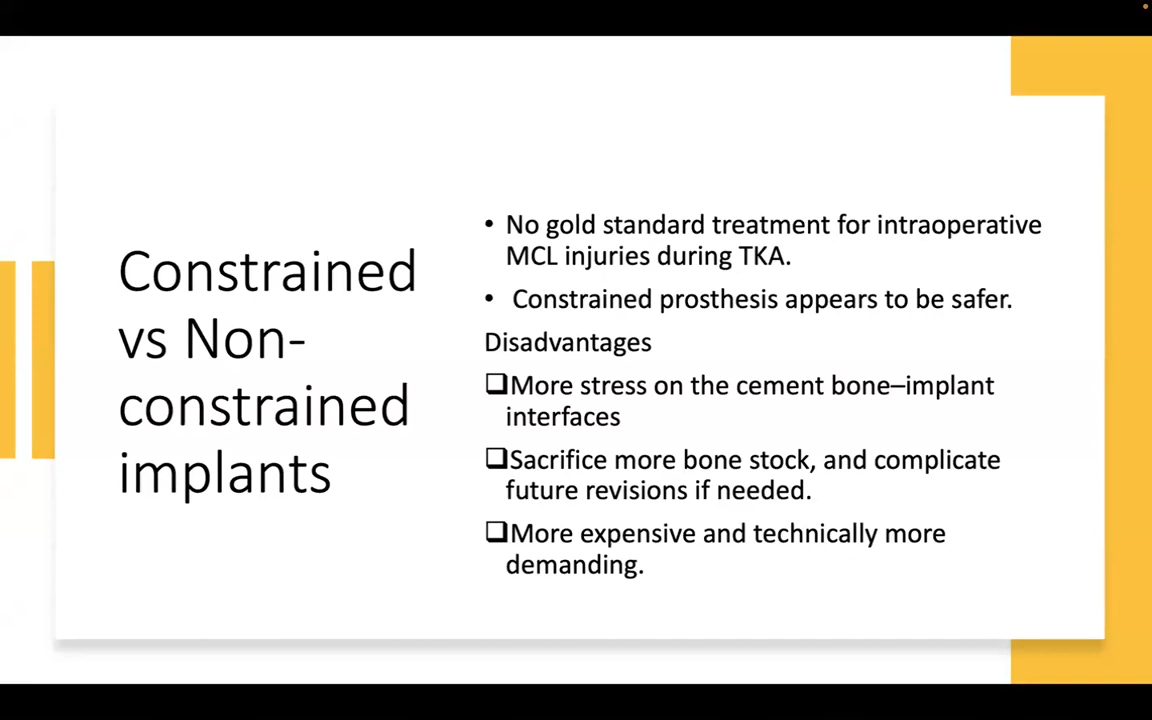 Constrained
vs Non-
constrained
implants
• No gold standard treatment for intraoperative
MCL injuries during TKA.
• Constrained prosthesis appears to be safer.
Disadvantages
❑More stress on the cement bone–implant
interfaces
❑Sacrifice more bone stock, and complicate
future revisions if needed.
❑More expensive and technically more
demanding.